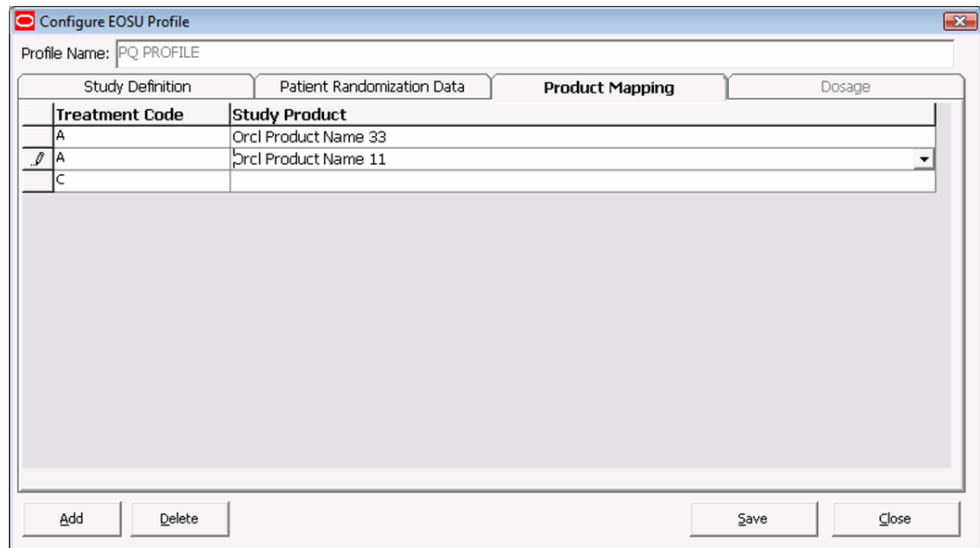 Configure EOSU Profile
Profile Name: PQ PROFILE
Study Definition Patient Randomization Data Product Mapping Dosage
Treatment Code Study Product
A Orcl Product Name 33
A Orcl Product Name 11
C
Add Delete Save Close